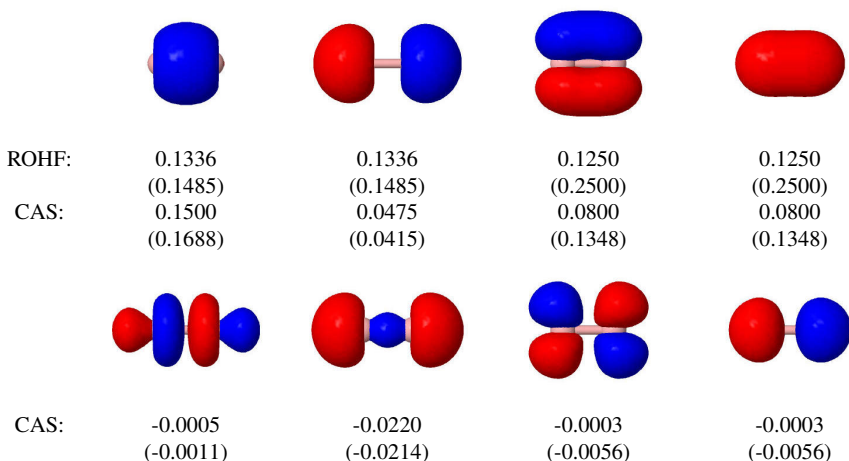 ROHF: 0.1336 0.1336 0.1250 0.1250
(0.1485) (0.1485) (0.2500) (0.2500)
CAS: 0.1500 0.0475 0.0800 0.0800
(0.1688) (0.0415) (0.1348) (0.1348)
CAS: -0.0005 -0.0220 -0.0003 -0.0003
(-0.0011) (-0.0214) (-0.0056) (-0.0056)